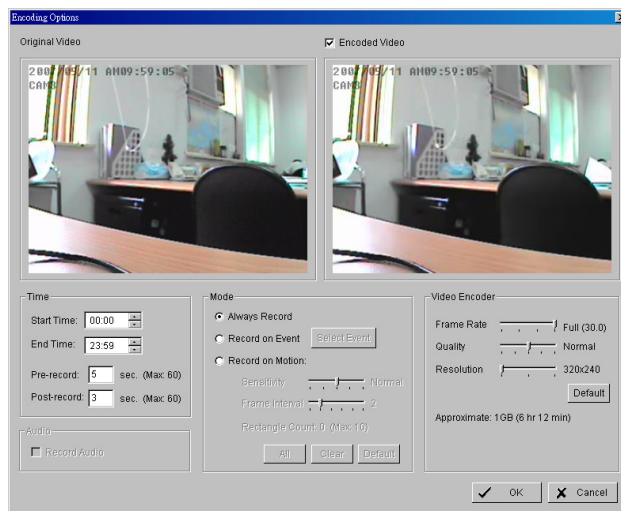 Encoding Options
Original Video
Encoded Video
2007/05/11 AM09:59:05
CAM8
2007/05/11 AM09:59:05
CAM8
Time
Start Time: 00:00
End Time: 23:59
Pre-record: 5 sec. (Max: 60)
Post-record: 3 sec. (Max: 60)
Audio
Record Audio
Mode
Always Record
Record on Event Select Event
Record on Motion:
Sensitivity Normal
Frame Interval 2
Rectangle Count: 0 (Max: 10)
All Clear Default
Video Encoder
Frame Rate Full (30.0)
Quality Normal
Resolution 320x240
Default
Approximate: 1GB (6 hr 12 min)
OK Cancel